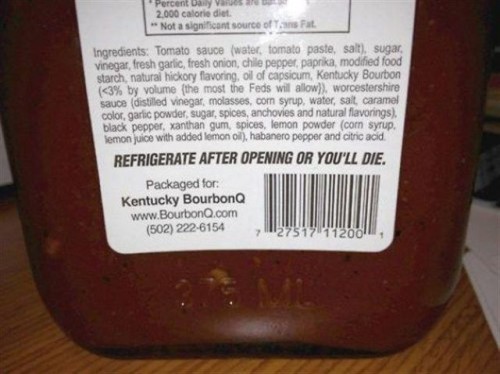 * Percent Daily Values are
2,000 calorie diet.
** Not a significant source of Trans Fat.
Ingredients: Tomato sauce (water, tomato paste, salt), sugar,
vinegar, fresh garlic, fresh onion, chile pepper, paprika, modified food
starch, natural hickory flavoring, oil of capsicum, Kentucky Bourbon
(<3% by volume {the most the Feds will allow}), worcestershire
sauce (distilled vinegar, molasses, corn syrup, water, salt, caramel
color, garlic powder, sugar, spices, anchovies and natural flavorings),
black pepper, xanthan gum, spices, lemon powder (corn syrup,
lemon juice with added lemon oil), habanero pepper and citric acid.
REFRIGERATE AFTER OPENING OR YOU'LL DIE.
Packaged for:
Kentucky BourbonQ
www.BourbonQ.com
(502) 222-6154
7 27517 11200 1
375 ML